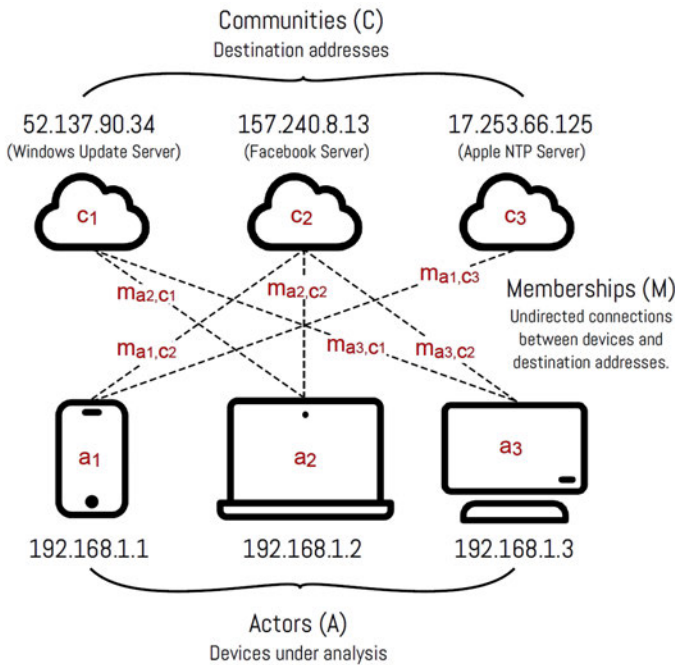 Communities (C)
Destination addresses
52.137.90.34
(Windows Update Server)
157.240.8.13
(Facebook Server)
17.253.66.125
(Apple NTP Server)
c1
c2
c3
ma2,c1
ma2,c2
ma1,c3
ma1,c2
ma3,c1
ma3,c2
Memberships (M)
Undirected connections
between devices and
destination addresses.
a1
a2
a3
192.168.1.1
192.168.1.2
192.168.1.3
Actors (A)
Devices under analysis